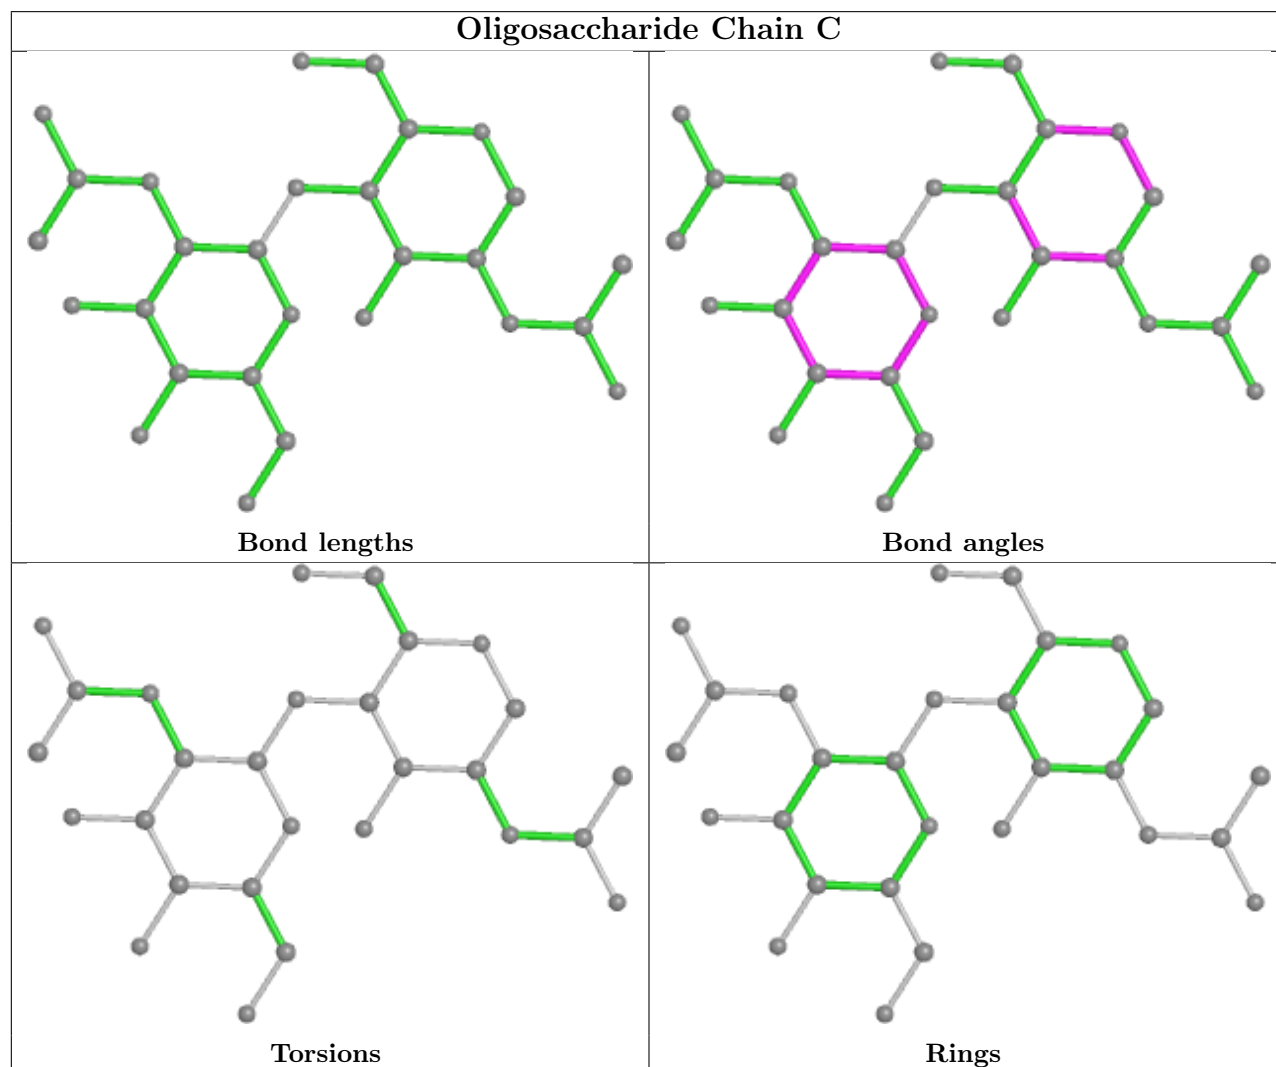 Oligosaccharide Chain C
Bond lengths
Bond angles
Torsions
Rings